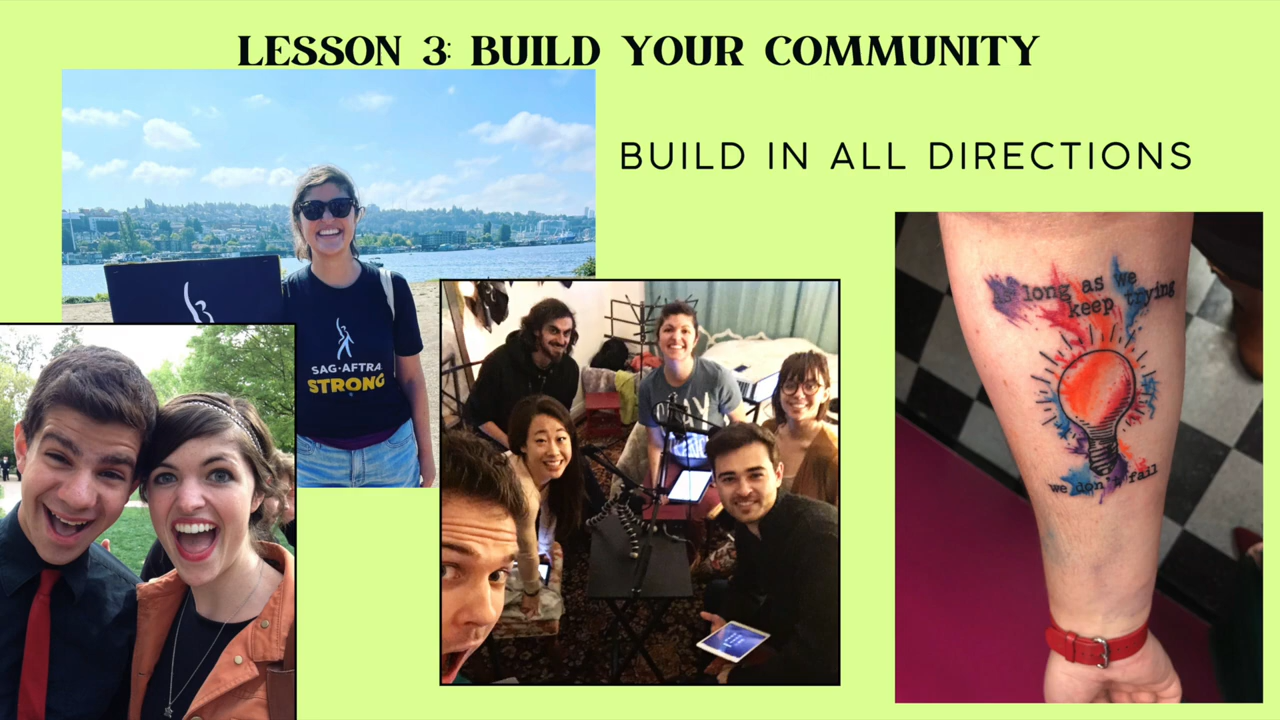 LESSON 3: BUILD YOUR COMMUNITY
BUILD IN ALL DIRECTIONS
SAG·AFTRA
STRONG
as long as we
keep trying
we don't fail